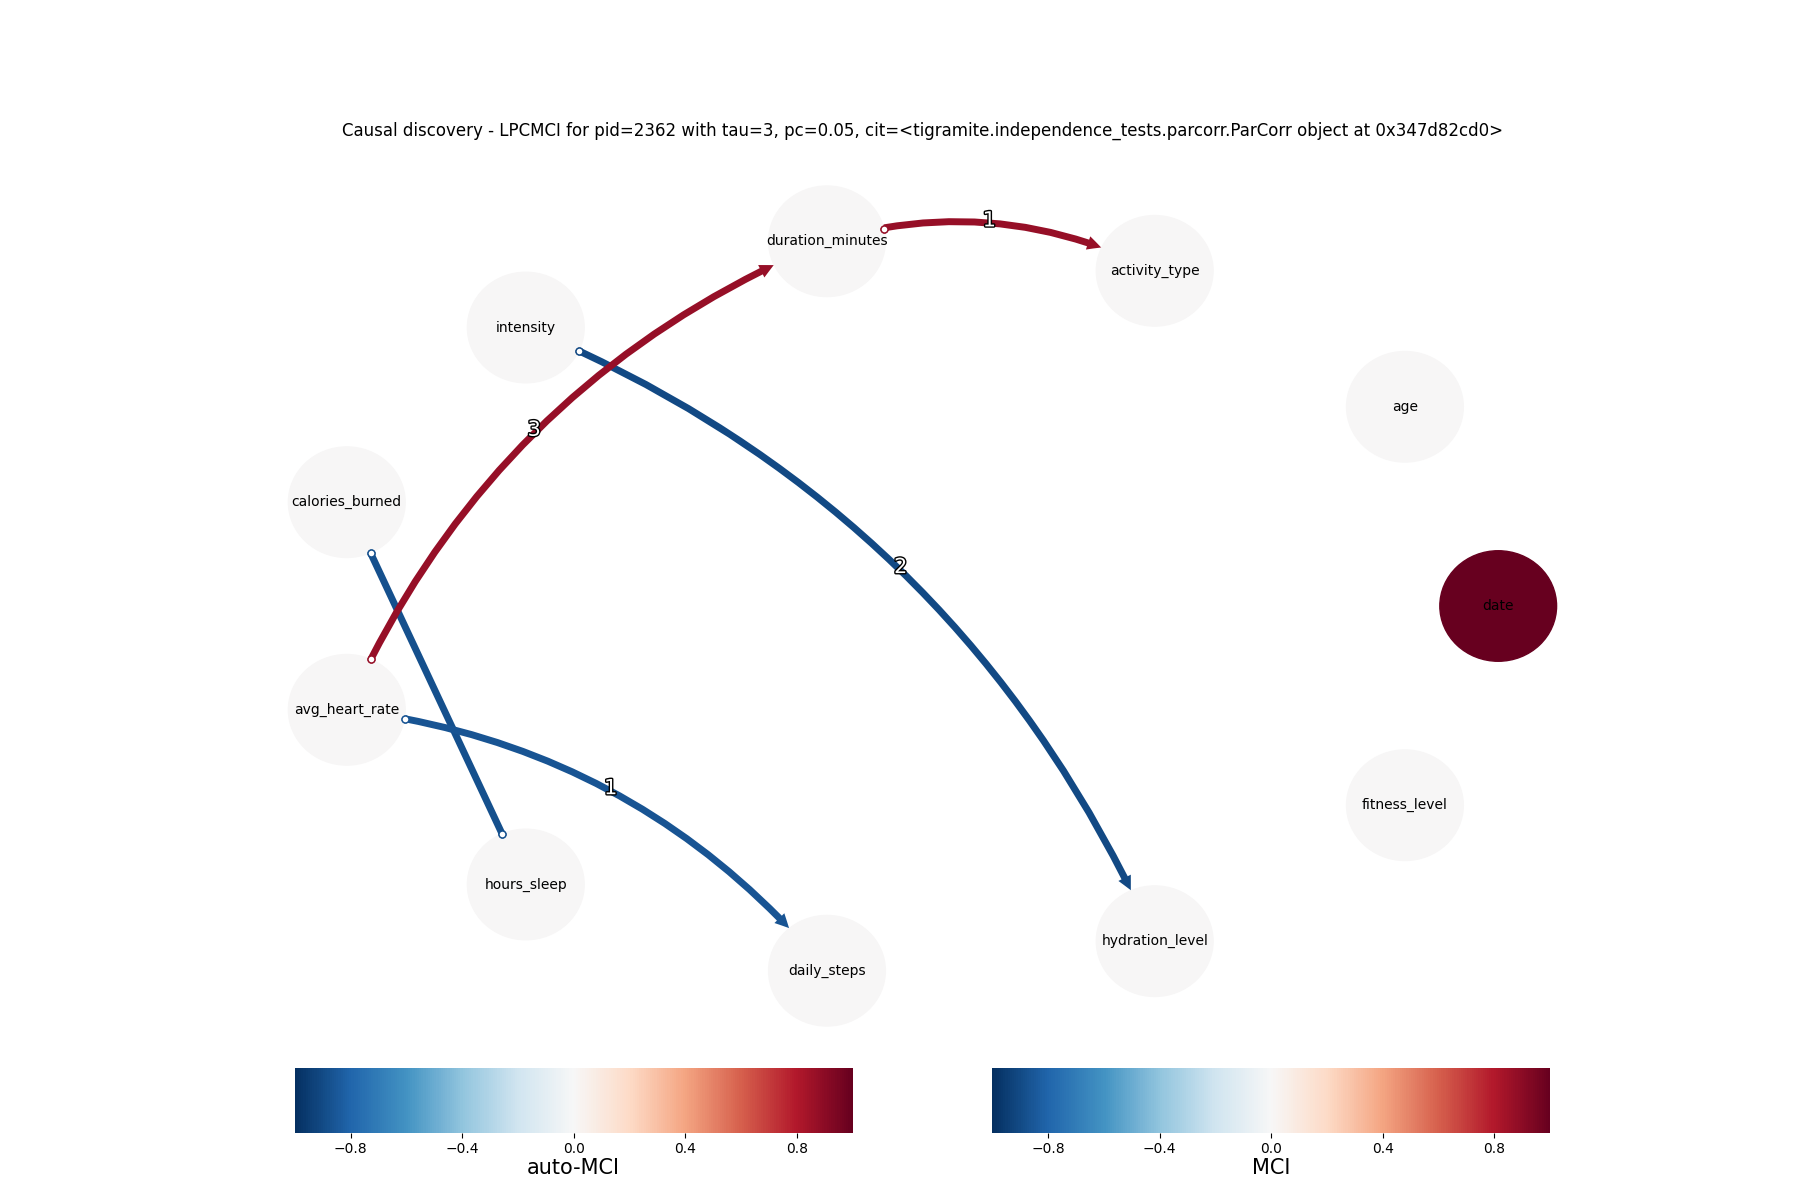 Causal discovery - LPCMCI for pid=2362 with tau=3, pc=0.05, cit=<tigramite.independence_tests.parcorr.ParCorr object at 0x347d82cd0>
1
duration_minutes
activity_type
intensity
age
3
calories_burned
2
date
avg_heart_rate
1
fitness_level
hours_sleep
hydration_level
daily_steps
−0.8 −0.4 0.0 0.4 0.8
auto-MCI
−0.8 −0.4 0.0 0.4 0.8
MCI